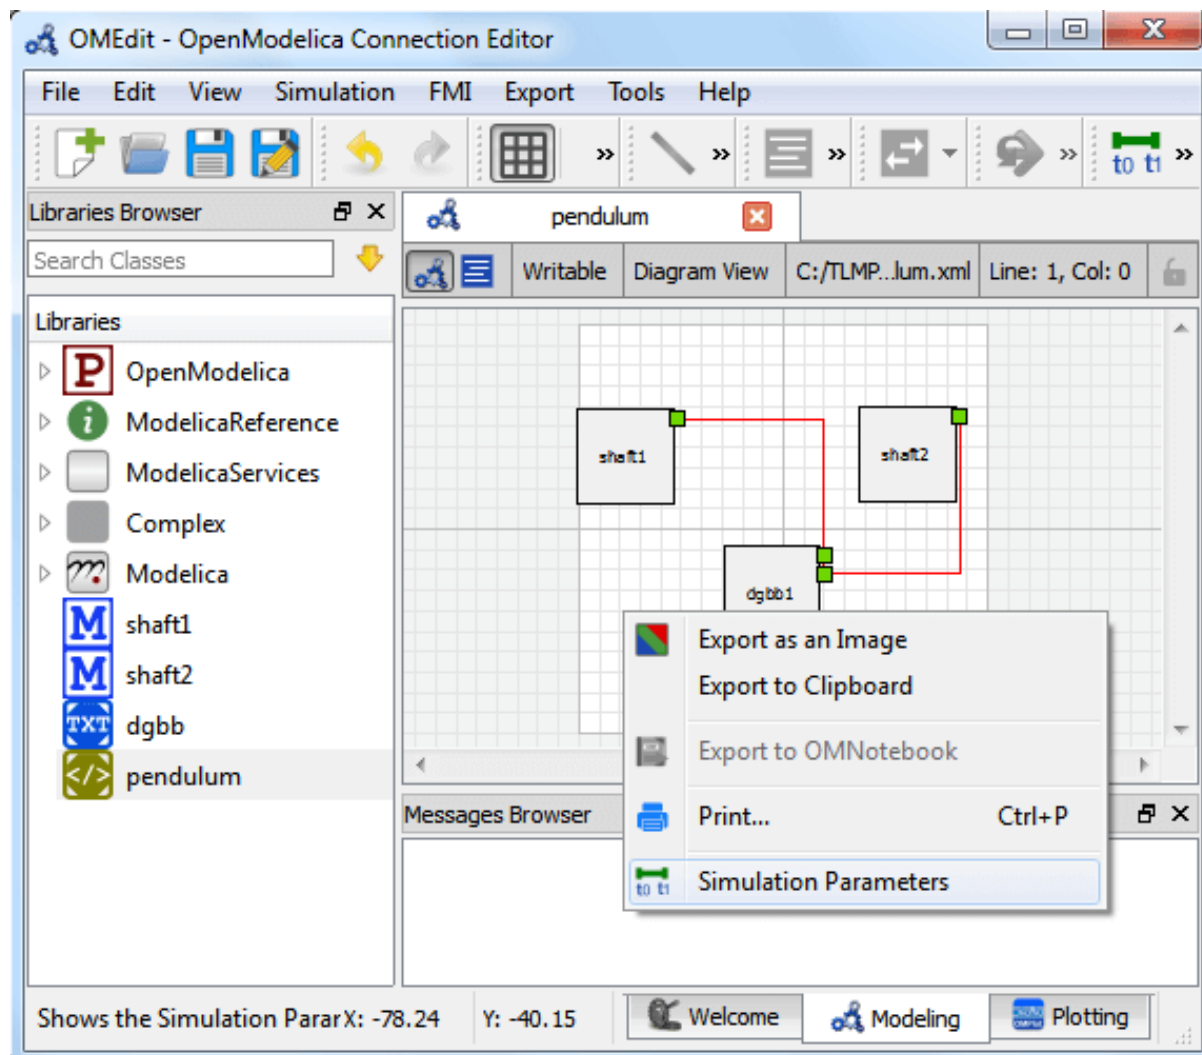 OMEdit - OpenModelica Connection Editor
File Edit View Simulation FMI Export Tools Help
t0 t1
Libraries Browser
pendulum
Search Classes
Writable Diagram View C:/TLMP...lum.xml Line: 1, Col: 0
Libraries
P OpenModelica
i ModelicaReference
ModelicaServices
Complex
Modelica
M shaft1
M shaft2
TXT dgbb
</> pendulum
shaft1
shaft2
dgbb1
Export as an Image
Export to Clipboard
Export to OMNotebook
Print... Ctrl+P
t0 t1 Simulation Parameters
Messages Browser
Shows the Simulation Parar X: -78.24 Y: -40.15 Welcome Modeling Plotting